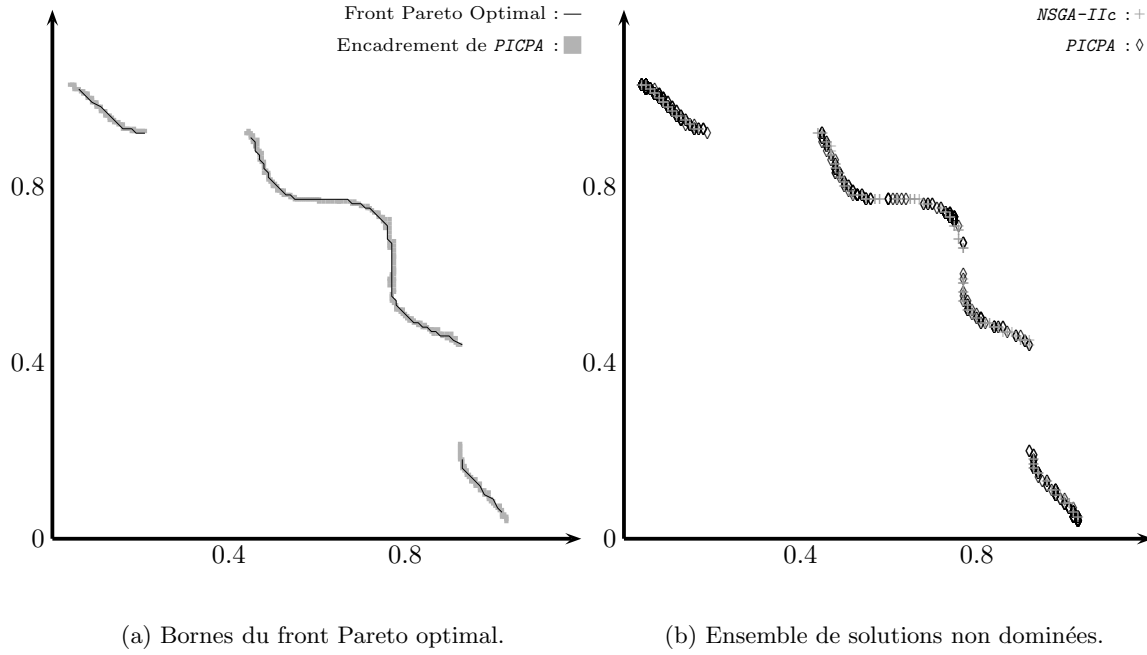 Front Pareto Optimal :
Encadrement de PICPA :
0.8
0.4
0
0.4
0.8
(a) Bornes du front Pareto optimal.
NSGA-IIc : +
PICPA : ◊
0.8
0.4
0
0.4
0.8
(b) Ensemble de solutions non dominées.